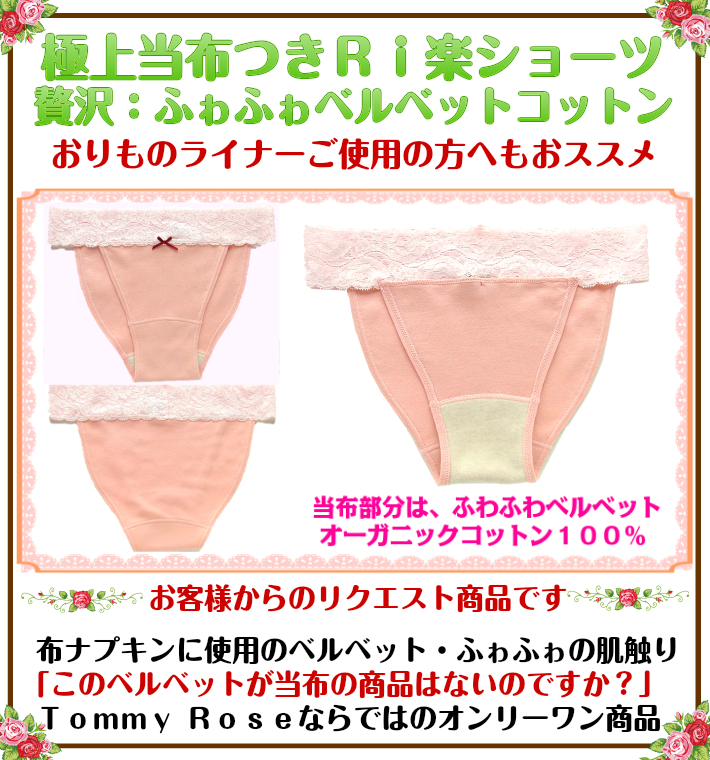 極上当布つきＲｉ楽ショーツ
贅沢：ふゎふゎベルベットコットン
おりものライナーご使用の方へもおススメ
当布部分は、ふわふわベルベット
オーガニックコットン１００％
お客様からのリクエスト商品です
布ナプキンに使用のベルベット・ふゎふゎの肌触り
「このベルベットが当布の商品はないのですか？」
Ｔｏｍｍｙ Ｒｏｓｅならではのオンリーワン商品